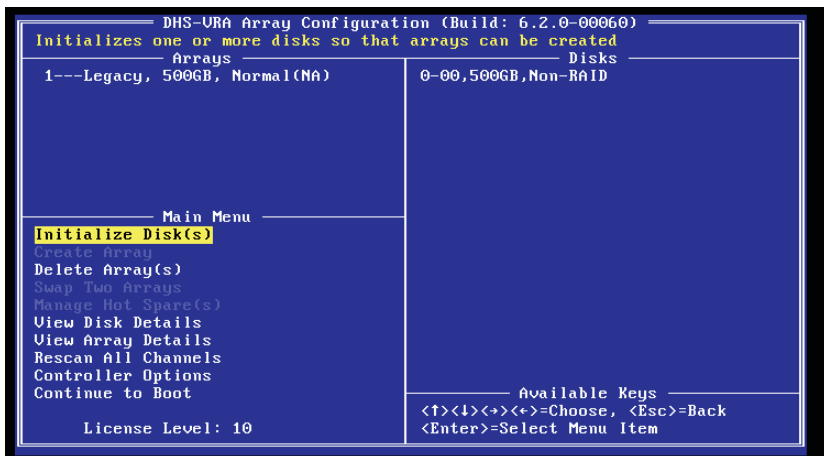 DHS-VRA Array Configuration (Build: 6.2.0-00060)
Initializes one or more disks so that arrays can be created
Arrays
1---Legacy, 500GB, Normal(NA)
Disks
0-00,500GB,Non-RAID
Main Menu
Initialize Disk(s)
Create Array
Delete Array(s)
Swap Two Arrays
Manage Hot Spare(s)
View Disk Details
View Array Details
Rescan All Channels
Controller Options
Continue to Boot
License Level: 10
Available Keys
<↑><↓><→><←>=Choose, <Esc>=Back
<Enter>=Select Menu Item